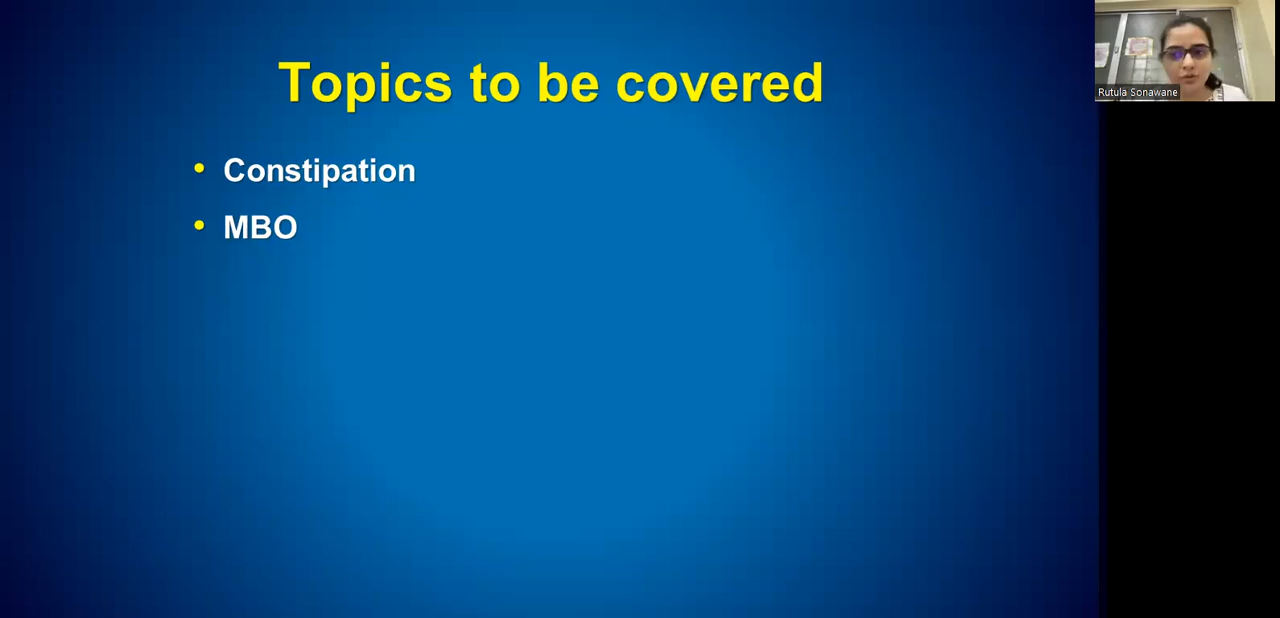 Topics to be covered
• Constipation
• MBO
Rutula Sonawane